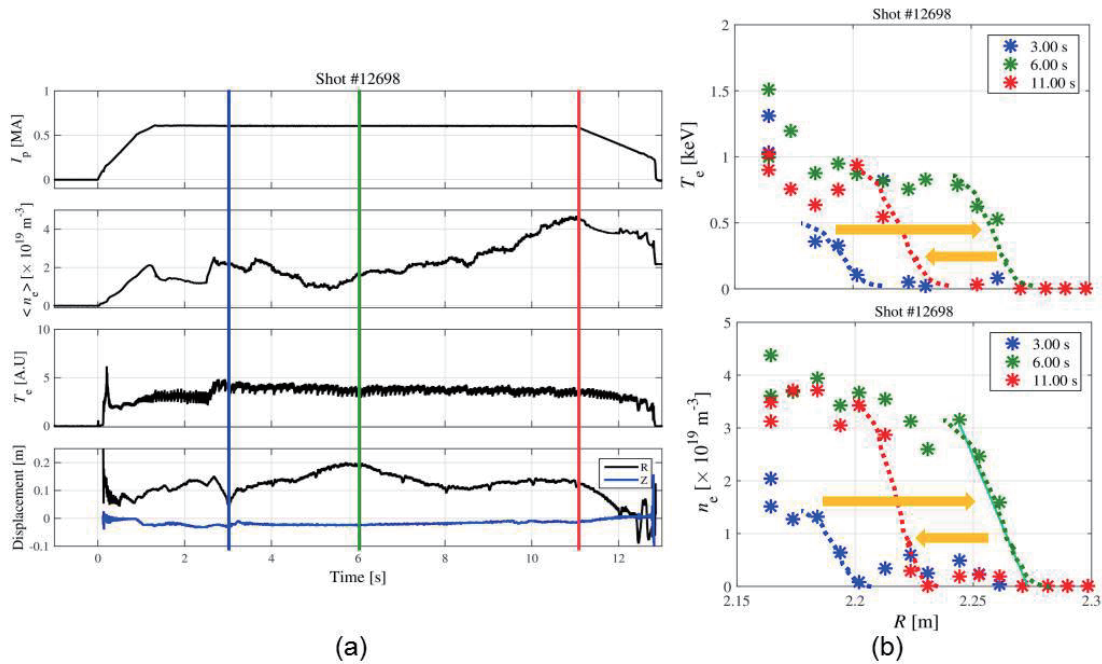 Shot #12698
1
0.5
0
I_p [MA]
4
2
0
< n_e > [× 10^19 m^-3]
10
5
0
T_e [A.U]
0.2
0.1
0
-0.1
Displacement [m]
R
Z
0 2 4 6 8 10 12
Time [s]
(a)
Shot #12698
2
1.5
1
0.5
0
T_e [keV]
3.00 s
6.00 s
11.00 s
Shot #12698
5
4
3
2
1
0
n_e [× 10^19 m^-3]
3.00 s
6.00 s
11.00 s
2.15 2.2 2.25 2.3
R [m]
(b)